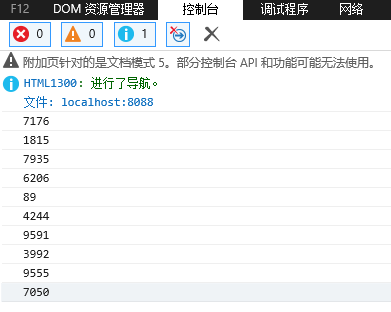 F12 DOM 资源管理器 控制台 调试程序 网络
0 0 1
附加页针对的是文档模式 5。部分控制台 API 和功能可能无法使用。
HTML1300: 进行了导航。
文件: localhost:8088
7176
1815
7935
6206
89
4244
9591
3992
9555
7050